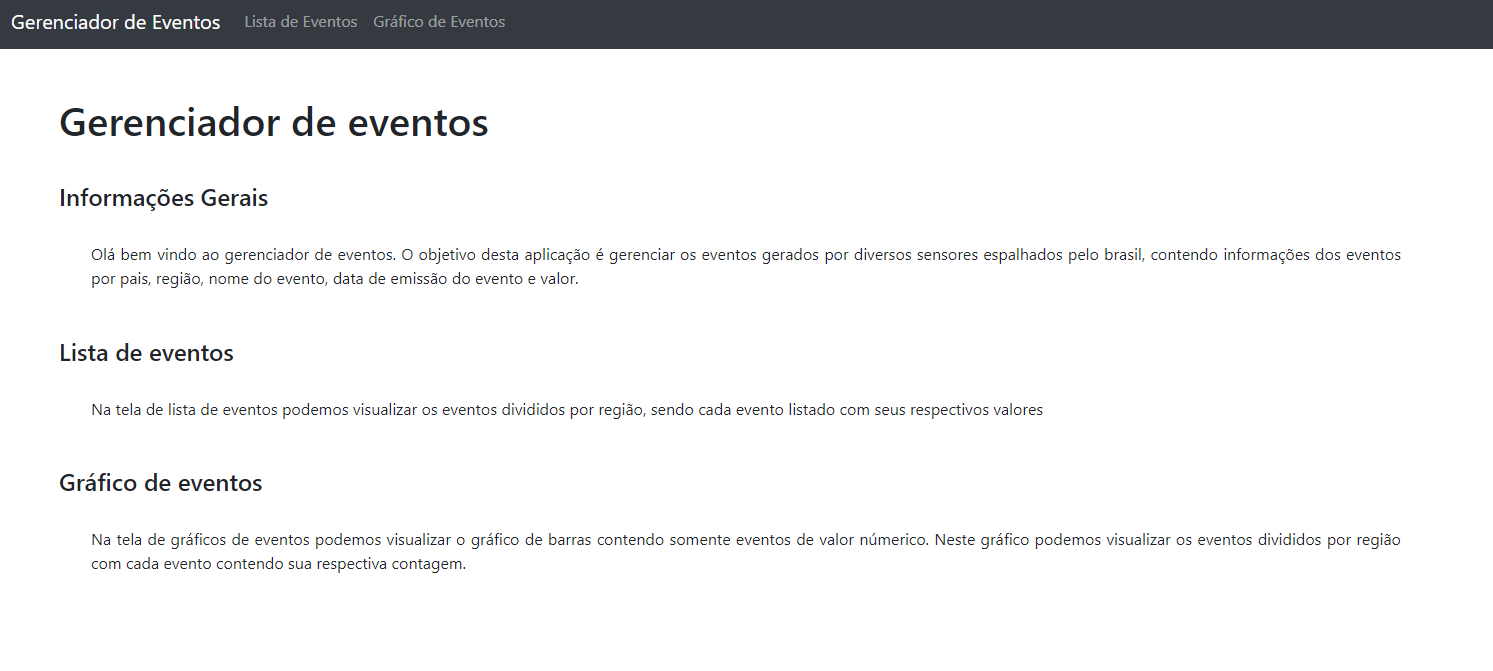 Gerenciador de Eventos Lista de Eventos Gráfico de Eventos
Gerenciador de eventos
Informações Gerais
Olá bem vindo ao gerenciador de eventos. O objetivo desta aplicação é gerenciar os eventos gerados por diversos sensores espalhados pelo brasil, contendo informações dos eventos
por pais, região, nome do evento, data de emissão do evento e valor.
Lista de eventos
Na tela de lista de eventos podemos visualizar os eventos divididos por região, sendo cada evento listado com seus respectivos valores
Gráfico de eventos
Na tela de gráficos de eventos podemos visualizar o gráfico de barras contendo somente eventos de valor númerico. Neste gráfico podemos visualizar os eventos divididos por região
com cada evento contendo sua respectiva contagem.